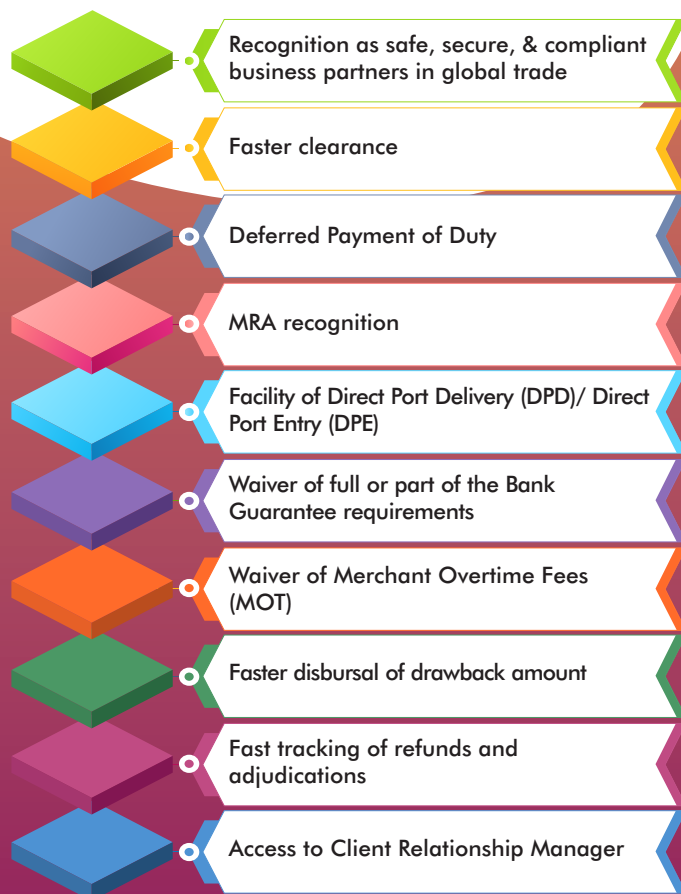 Recognition as safe, secure, & compliant
business partners in global trade
Faster clearance
Deferred Payment of Duty
MRA recognition
Facility of Direct Port Delivery (DPD)/ Direct
Port Entry (DPE)
Waiver of full or part of the Bank
Guarantee requirements
Waiver of Merchant Overtime Fees
(MOT)
Faster disbursal of drawback amount
Fast tracking of refunds and
adjudications
Access to Client Relationship Manager